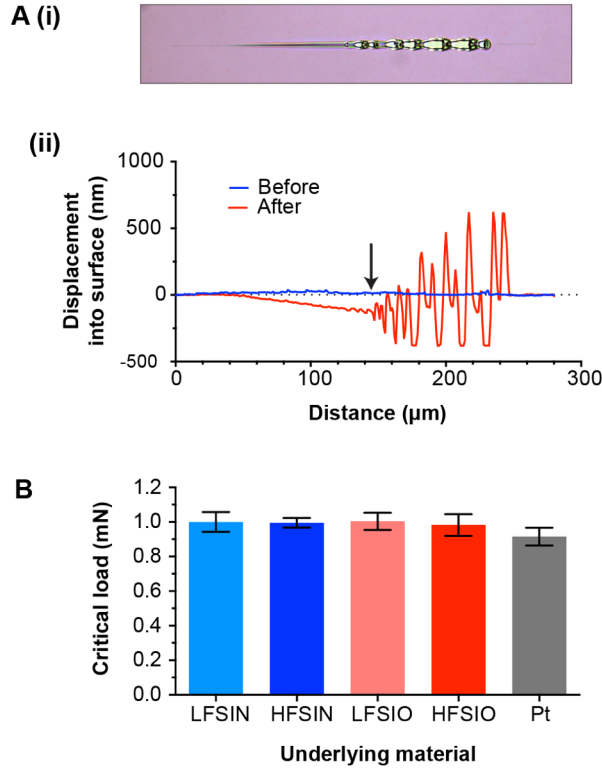 A (i)
(ii)
1000
500
0
-500
Displacement
into surface (nm)
Before
After
0
100
200
300
Distance (µm)
B
1.2
1.0
0.8
0.6
0.4
0.2
0.0
Critical load (mN)
LFSIN HFSIN LFSIO HFSIO Pt
Underlying material